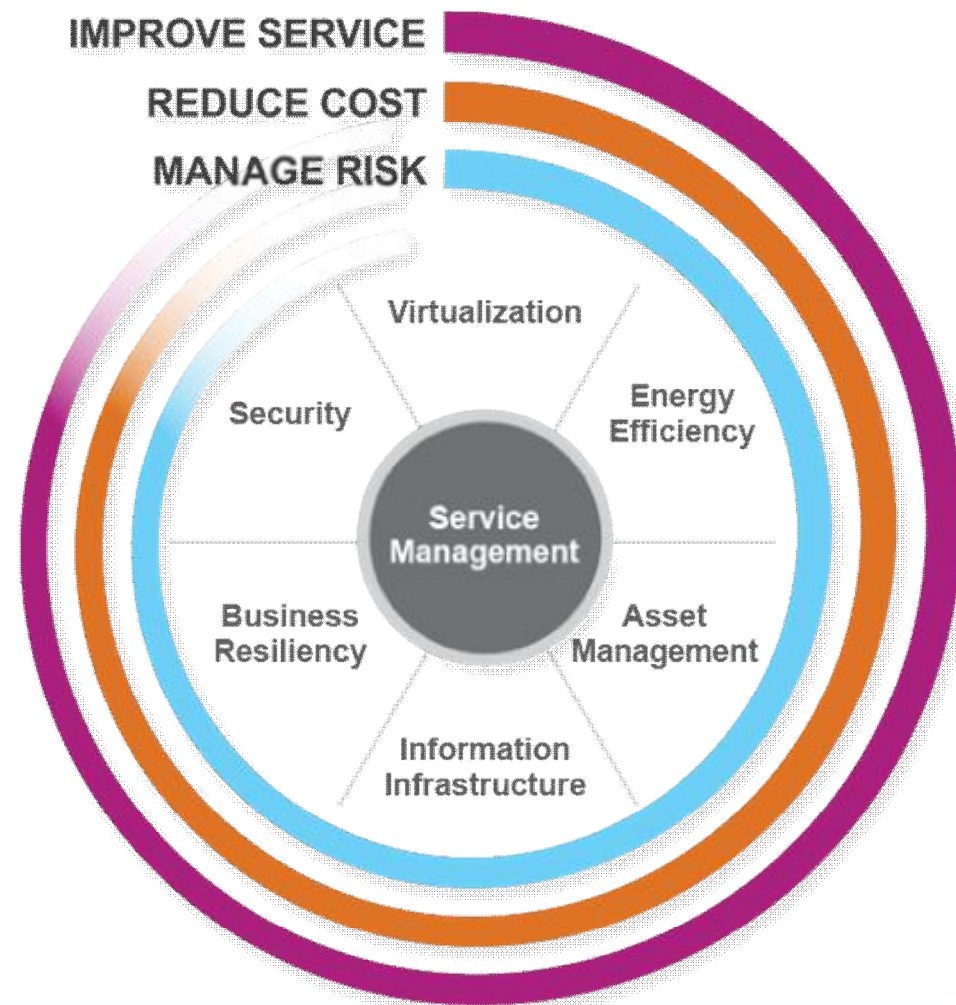 IMPROVE SERVICE
REDUCE COST
MANAGE RISK
Virtualization
Energy
Efficiency
Security
Service
Management
Business
Resiliency
Asset
Management
Information
Infrastructure